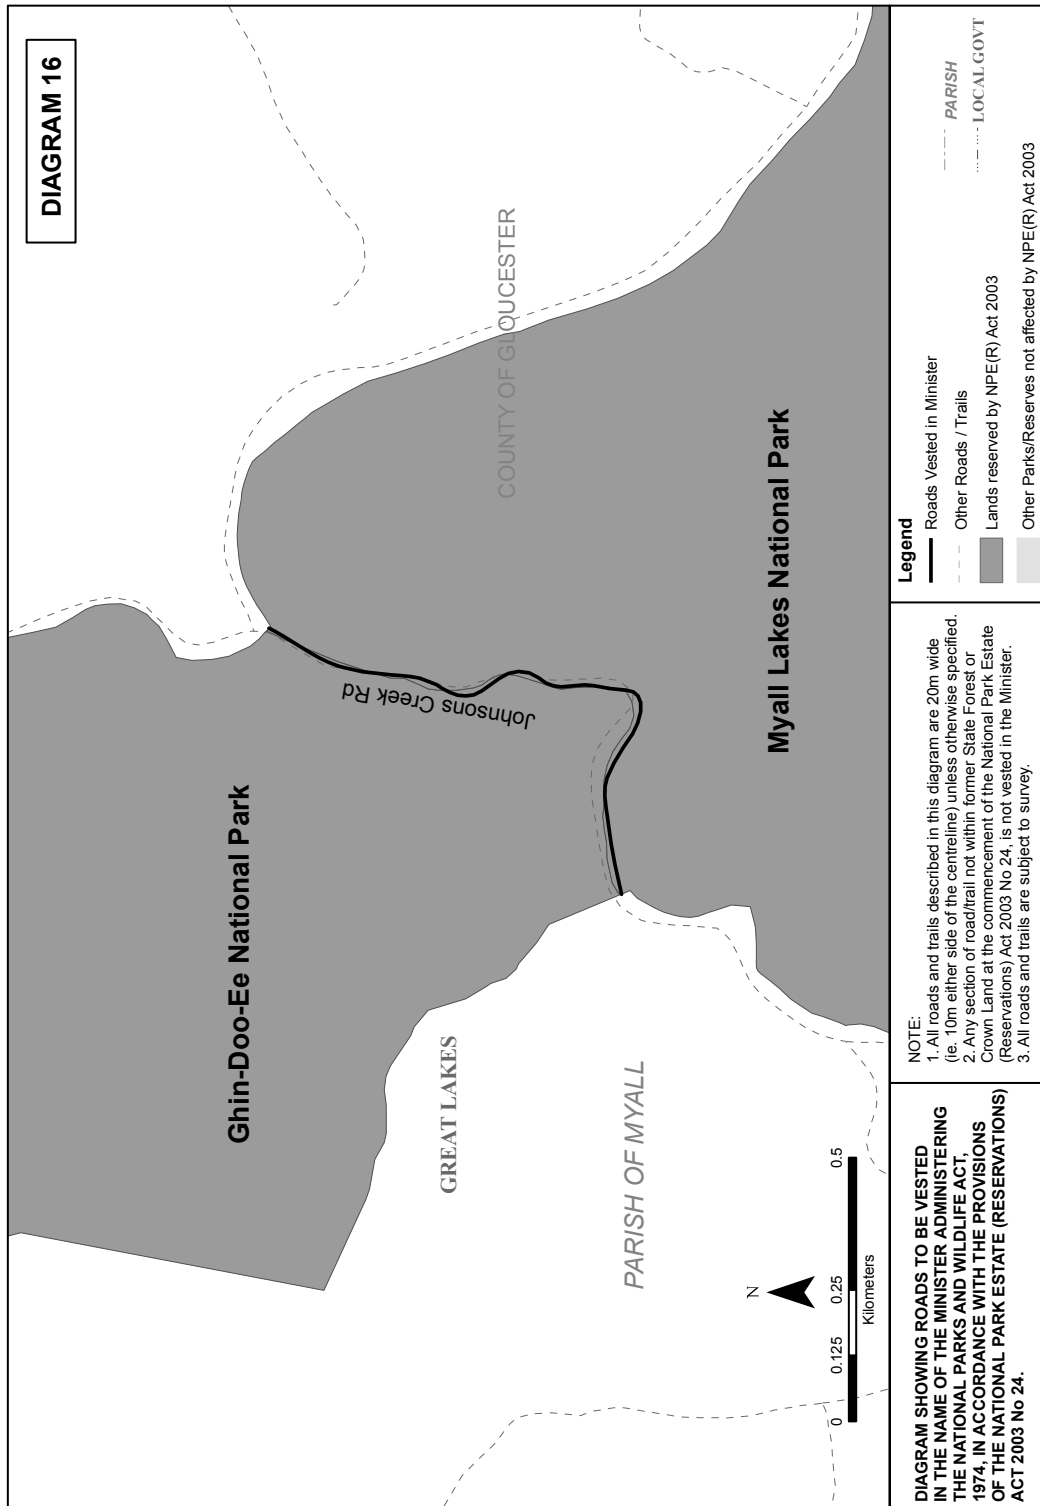 DIAGRAM 16
Ghin-Doo-Ee National Park
Johnsons Creek Rd
COUNTY OF GLOUCESTER
GREAT LAKES
PARISH OF MYALL
Myall Lakes National Park
N
0 0.125 0.25 0.5
Kilometers
DIAGRAM SHOWING ROADS TO BE VESTED
IN THE NAME OF THE MINISTER ADMINISTERING
THE NATIONAL PARKS AND WILDLIFE ACT,
1974, IN ACCORDANCE WITH THE PROVISIONS
OF THE NATIONAL PARK ESTATE (RESERVATIONS)
ACT 2003 No 24.
NOTE:
1. All roads and trails described in this diagram are 20m wide
(ie. 10m either side of the centreline) unless otherwise specified.
2. Any section of road/trail not within former State Forest or
Crown Land at the commencement of the National Park Estate
(Reservations) Act 2003 No 24, is not vested in the Minister.
3. All roads and trails are subject to survey.
Legend
Roads Vested in Minister
Other Roads / Trails
Lands reserved by NPE(R) Act 2003
Other Parks/Reserves not affected by NPE(R) Act 2003
PARISH
LOCAL GOVT